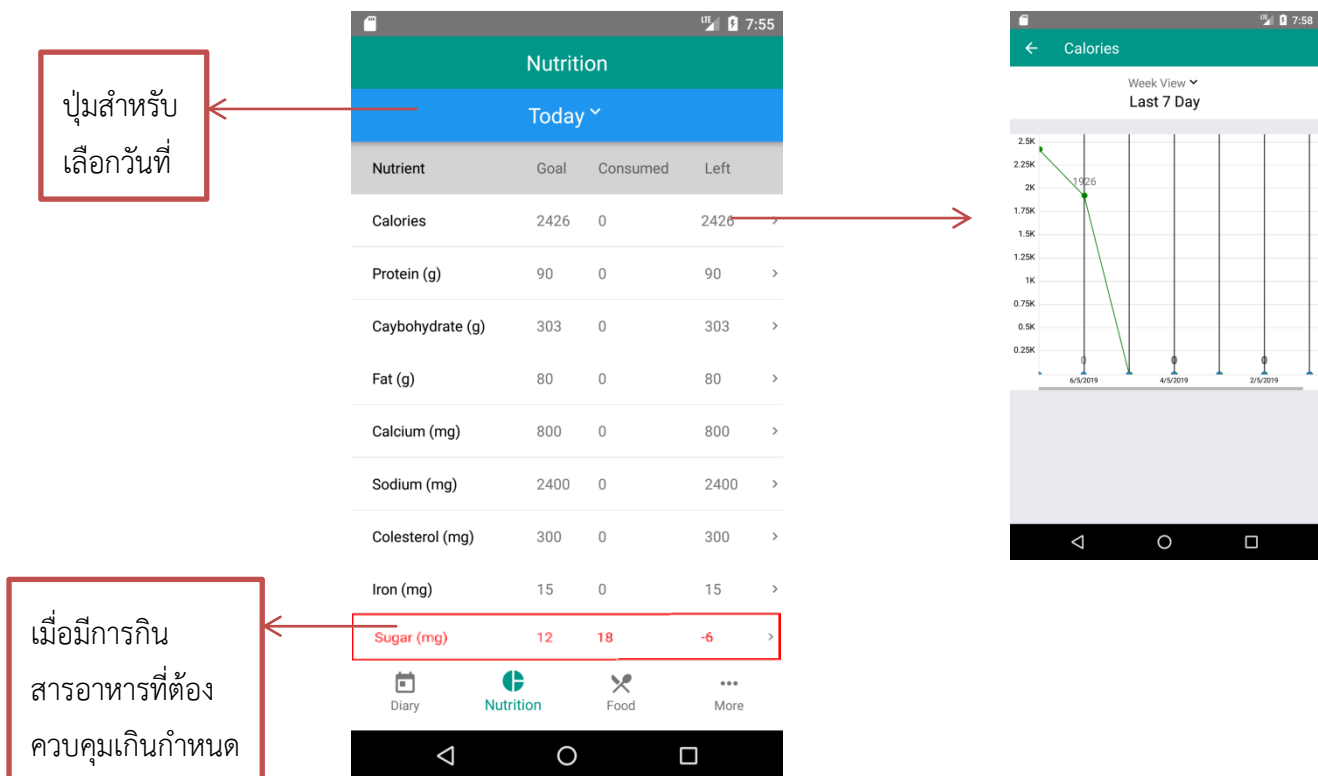 ปุ่มสำหรับ
เลือกวันที่
เมื่อมีการกิน
สารอาหารที่ต้อง
ควบคุมเกินกำหนด
LTE 7:55
Nutrition
Today
Nutrient Goal Consumed Left
Calories 2426 0 2426
Protein (g) 90 0 90
Caybohydrate (g) 303 0 303
Fat (g) 80 0 80
Calcium (mg) 800 0 800
Sodium (mg) 2400 0 2400
Colesterol (mg) 300 0 300
Iron (mg) 15 0 15
Sugar (mg) 12 18 -6
Diary Nutrition Food More
LTE 7:58
Calories
Week View
Last 7 Day
2.5K
2.25K
1926
2K
1.75K
1.5K
1.25K
1K
0.75K
0.5K
0.25K
0 0 0
6/5/2019 4/5/2019 2/5/2019